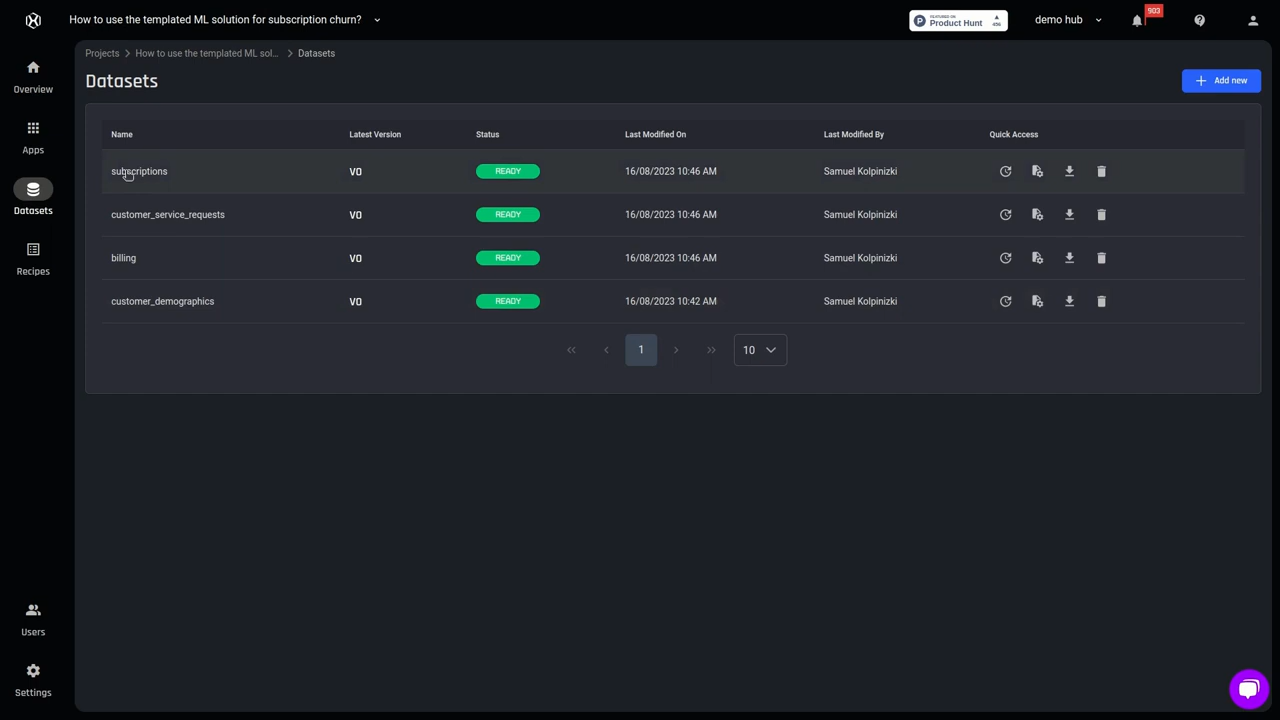 How to use the templated ML solution for subscription churn?
FEATURED ON
Product Hunt
456
demo hub
903
Projects > How to use the templated ML sol... > Datasets
Datasets
Add new
Overview
Apps
Datasets
Recipes
Users
Settings
Name Latest Version Status Last Modified On Last Modified By Quick Access
subscriptions V0 READY 16/08/2023 10:46 AM Samuel Kolpinizki
customer_service_requests V0 READY 16/08/2023 10:46 AM Samuel Kolpinizki
billing V0 READY 16/08/2023 10:46 AM Samuel Kolpinizki
customer_demographics V0 READY 16/08/2023 10:42 AM Samuel Kolpinizki
1 10